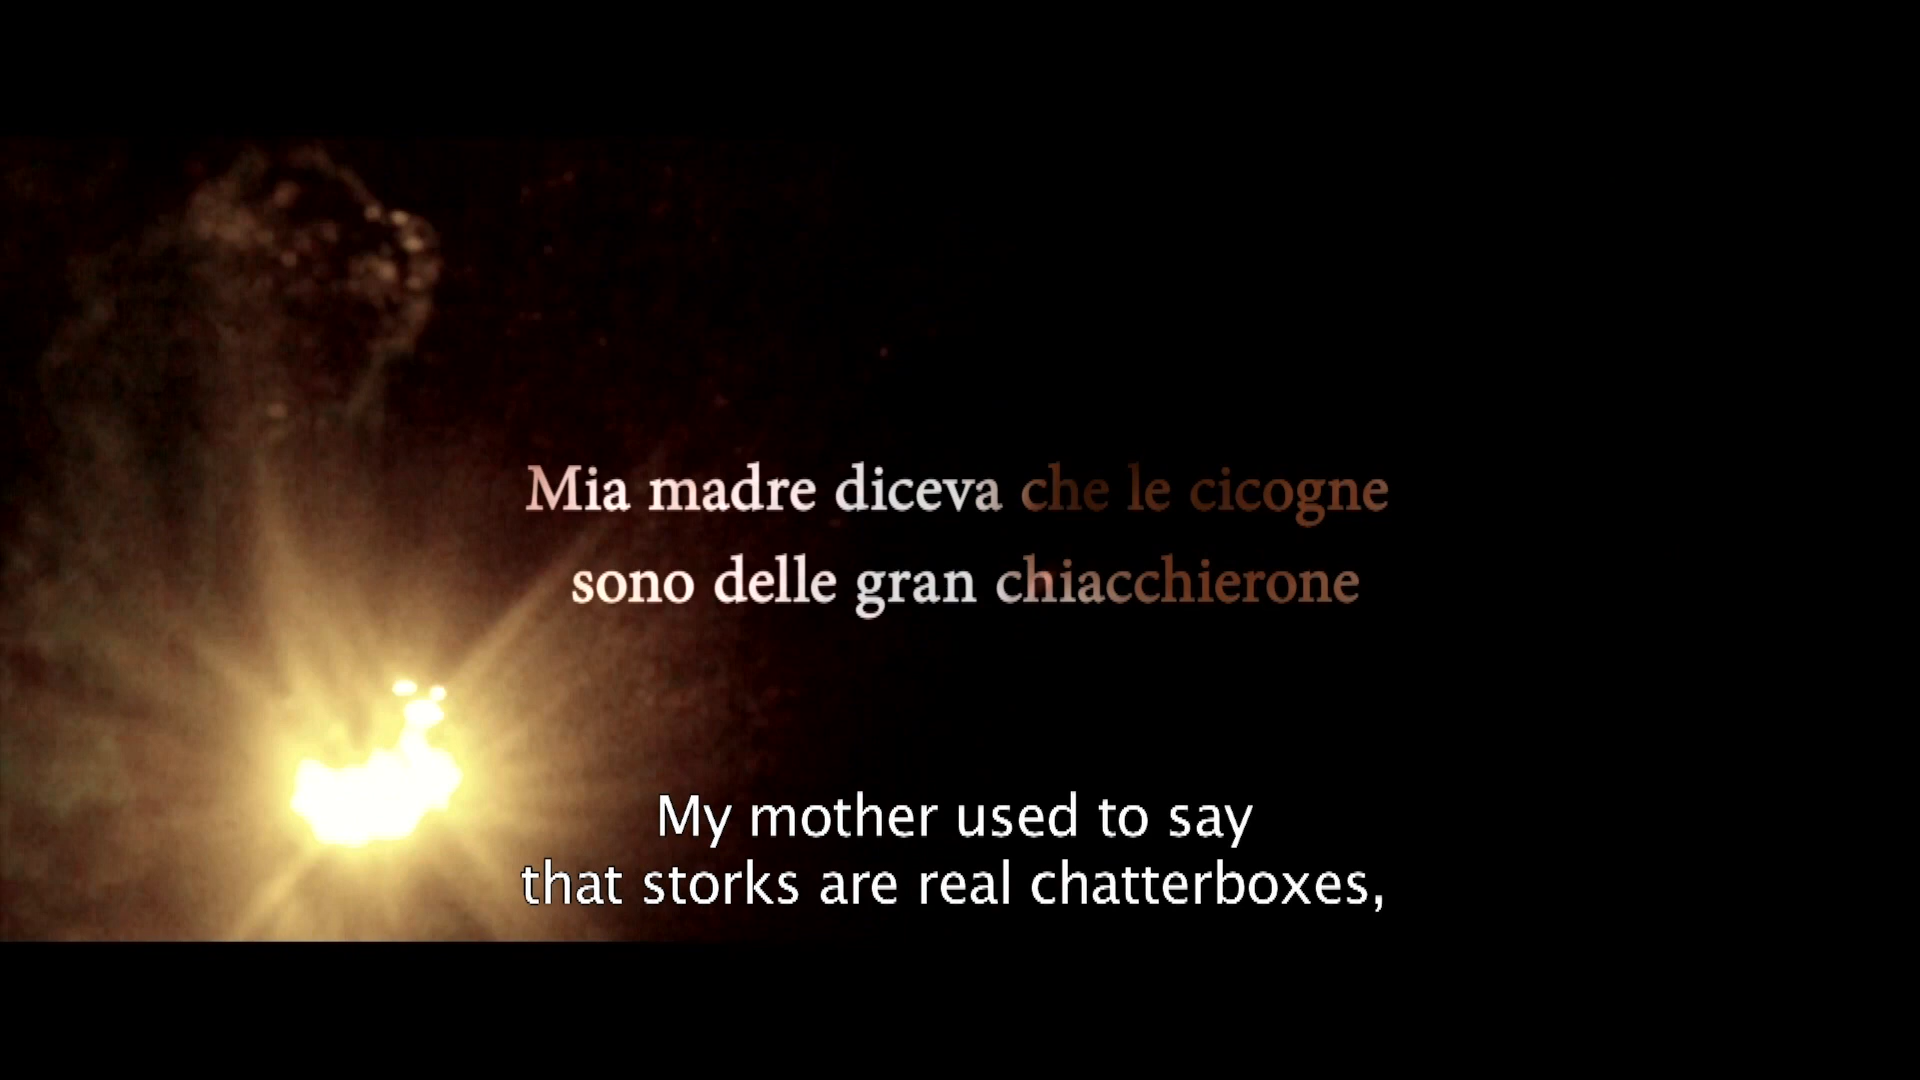 Mia madre diceva che le cicogne
sono delle gran chiacchierone
My mother used to say
that storks are real chatterboxes,